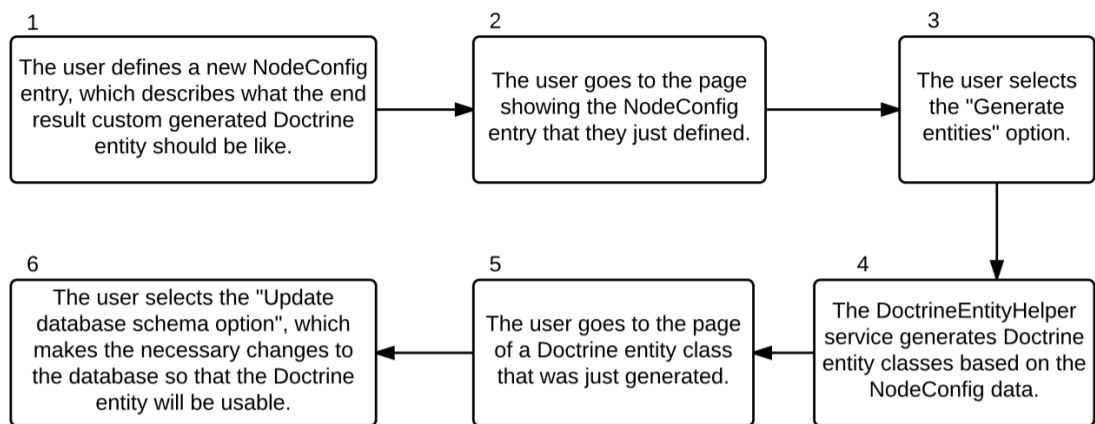 1
The user defines a new NodeConfig
entry, which describes what the end
result custom generated Doctrine
entity should be like.
2
The user goes to the page
showing the NodeConfig
entry that they just defined.
3
The user selects
the "Generate
entities" option.
4
The DoctrineEntityHelper
service generates Doctrine
entity classes based on the
NodeConfig data.
5
The user goes to the page
of a Doctrine entity class
that was just generated.
6
The user selects the "Update
database schema option", which
makes the necessary changes to
the database so that the Doctrine
entity will be usable.